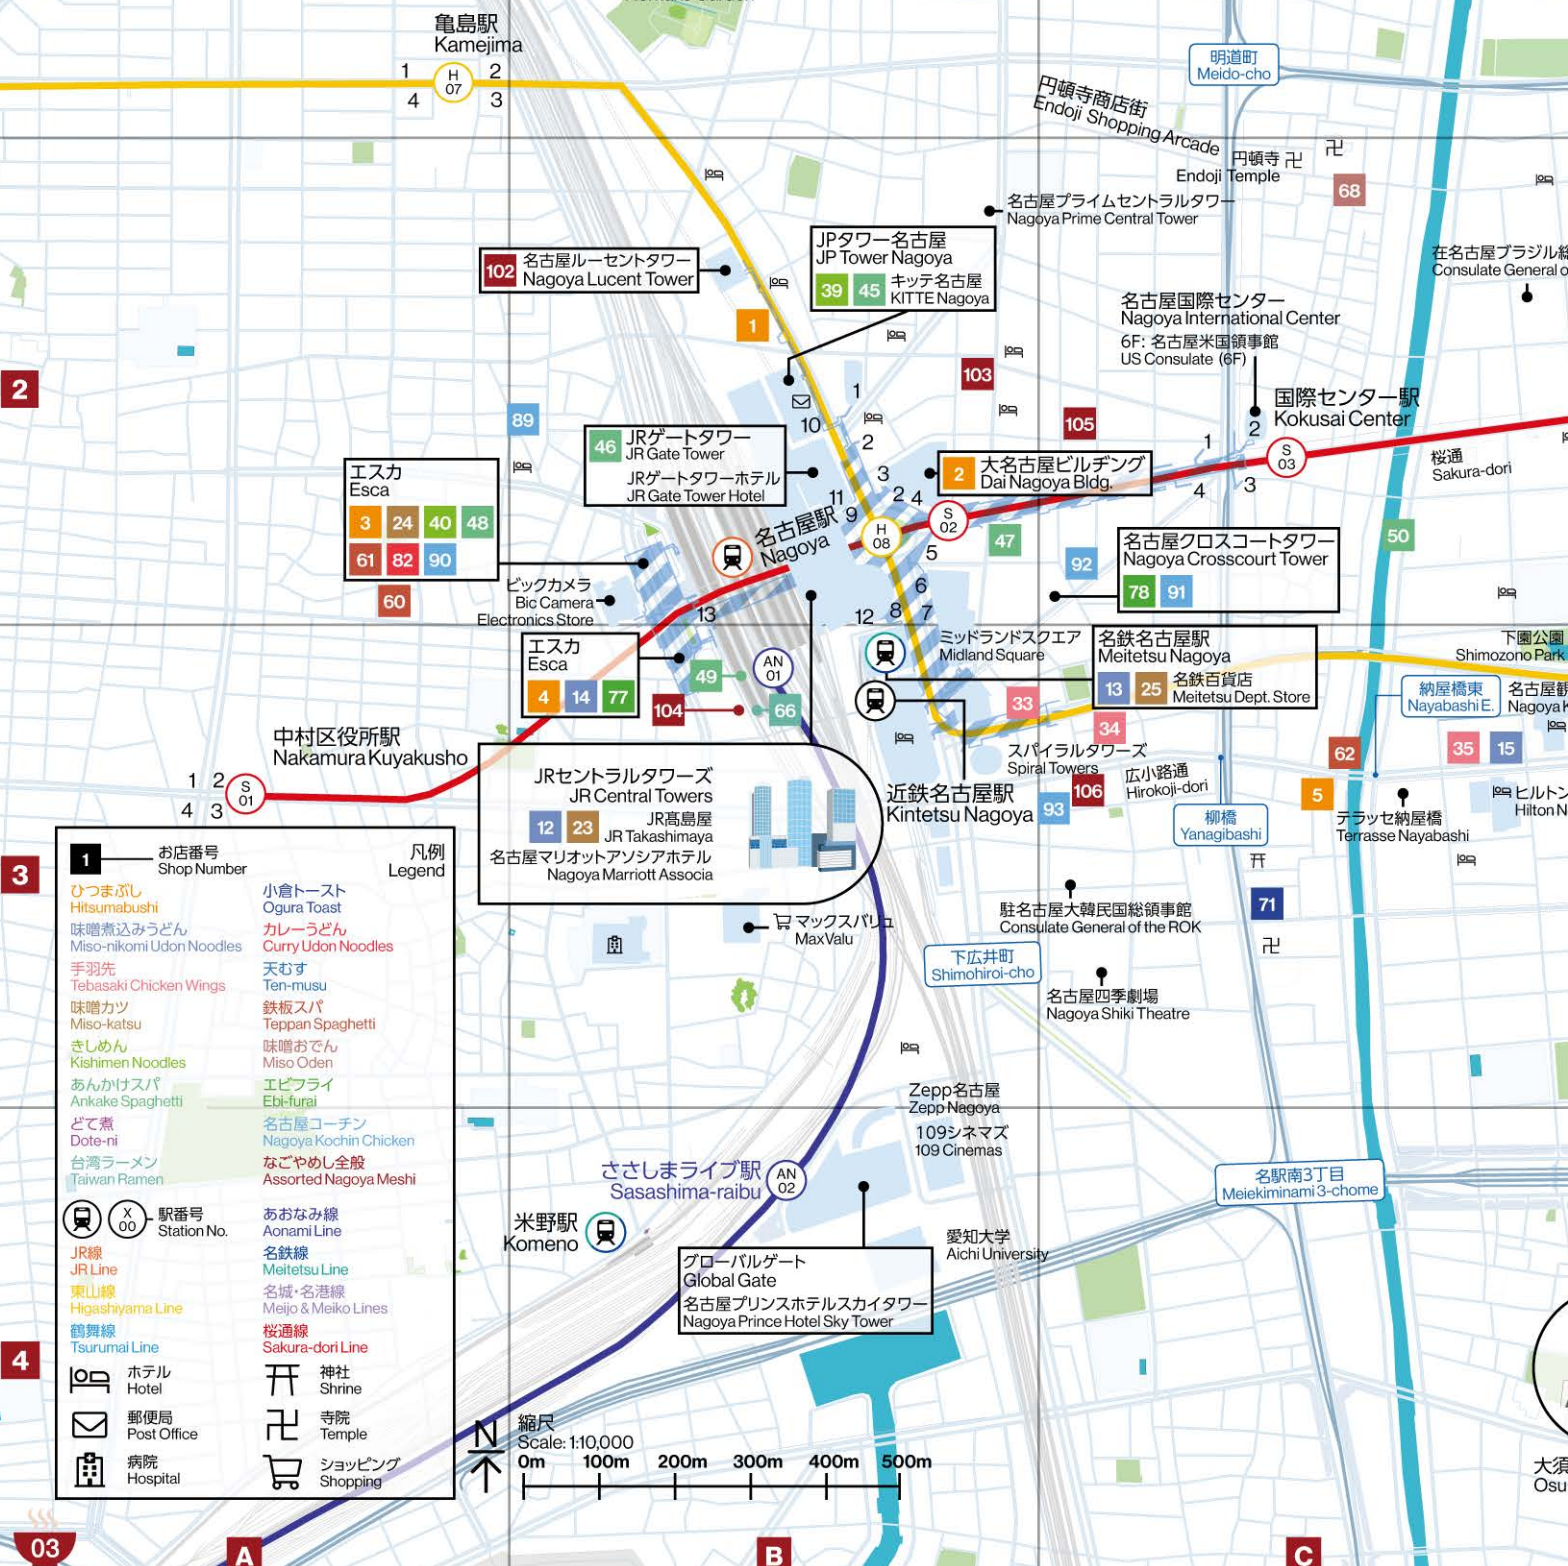 亀島駅
Kamejima
1
2
H
07
4
3
明道町
Meido-cho
円頓寺商店街
Endoji Shopping Arcade
円頓寺
Endoji Temple
68
名古屋プライムセントラルタワー
Nagoya Prime Central Tower
JPタワー名古屋
JP Tower Nagoya
39
45
キッテ名古屋
KITTE Nagoya
102
名古屋ルーセントタワー
Nagoya Lucent Tower
在名古屋ブラジル総
Consulate General o
1
名古屋国際センター
Nagoya International Center
6F: 名古屋米国領事館
US Consulate (6F)
2
103
89
105
国際センター駅
Kokusai Center
S
03
1
2
4
3
桜通
Sakura-dori
1
10
2
3
2
4
11
9
46
JRゲートタワー
JR Gate Tower
JRゲートタワーホテル
JR Gate Tower Hotel
2
大名古屋ビルヂング
Dai Nagoya Bldg.
エスカ
Esca
3
24
40
48
61
82
90
60
名古屋駅
Nagoya
H
08
S
02
5
47
50
92
名古屋クロスコートタワー
Nagoya Crosscourt Tower
78
91
ビックカメラ
Bic Camera
Electronics Store
13
12
8
6
7
エスカ
Esca
4
14
77
49
AN
01
104
66
ミッドランドスクエア
Midland Square
名鉄名古屋駅
Meitetsu Nagoya
13
25
名鉄百貨店
Meitetsu Dept. Store
下園公園
Shimozono Park
納屋橋東
Nayabashi E.
名古屋観
Nagoya K
33
34
スパイラルタワーズ
Spiral Towers
62
35
15
中村区役所駅
Nakamura Kuyakusho
1
2
S
01
4
3
JRセントラルタワーズ
JR Central Towers
12
23
JR髙島屋
JR Takashimaya
名古屋マリオットアソシアホテル
Nagoya Marriott Associa
近鉄名古屋駅
Kintetsu Nagoya
93
106
広小路通
Hirokoji-dori
柳橋
Yanagibashi
5
テラッセ納屋橋
Terrasse Nayabashi
ヒルトン
Hilton N
3
71
マックスバリュ
MaxValu
駐名古屋大韓民国総領事館
Consulate General of the ROK
下広井町
Shimohiroi-cho
名古屋四季劇場
Nagoya Shiki Theatre
1
お店番号
Shop Number
凡例
Legend
ひつまぶし
Hitsumabushi
小倉トースト
Ogura Toast
味噌煮込みうどん
Miso-nikomi Udon Noodles
カレーうどん
Curry Udon Noodles
手羽先
Tebasaki Chicken Wings
天むす
Ten-musu
味噌カツ
Miso-katsu
鉄板スパ
Teppan Spaghetti
きしめん
Kishimen Noodles
味噌おでん
Miso Oden
あんかけスパ
Ankake Spaghetti
エビフライ
Ebi-furai
どて煮
Dote-ni
名古屋コーチン
Nagoya Kochin Chicken
台湾ラーメン
Taiwan Ramen
なごやめし全般
Assorted Nagoya Meshi
X
00
駅番号
Station No.
あおなみ線
Aonami Line
JR線
JR Line
名鉄線
Meitetsu Line
東山線
Higashiyama Line
名城・名港線
Meijo & Meiko Lines
鶴舞線
Tsurumai Line
桜通線
Sakura-dori Line
ホテル
Hotel
神社
Shrine
郵便局
Post Office
寺院
Temple
病院
Hospital
ショッピング
Shopping
Zepp名古屋
Zepp Nagoya
109シネマズ
109 Cinemas
ささしまライブ駅
Sasashima-raibu
AN
02
米野駅
Komeno
名駅南3丁目
Meiekiminami 3-chome
愛知大学
Aichi University
グローバルゲート
Global Gate
名古屋プリンスホテルスカイタワー
Nagoya Prince Hotel Sky Tower
4
N
縮尺
Scale: 1:10,000
0m
100m
200m
300m
400m
500m
大須
Osu
03
A
B
C